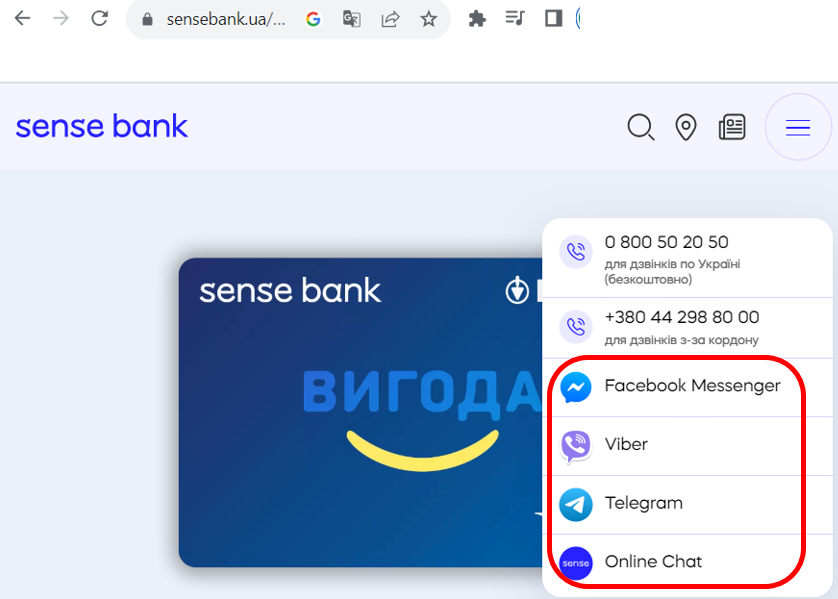 sensebank.ua/...
sense bank
sense bank
ВИГОДА
0 800 50 20 50
для дзвінків по Україні
(безкоштовно)
+380 44 298 80 00
для дзвінків з-за кордону
Facebook Messenger
Viber
Telegram
sense
Online Chat